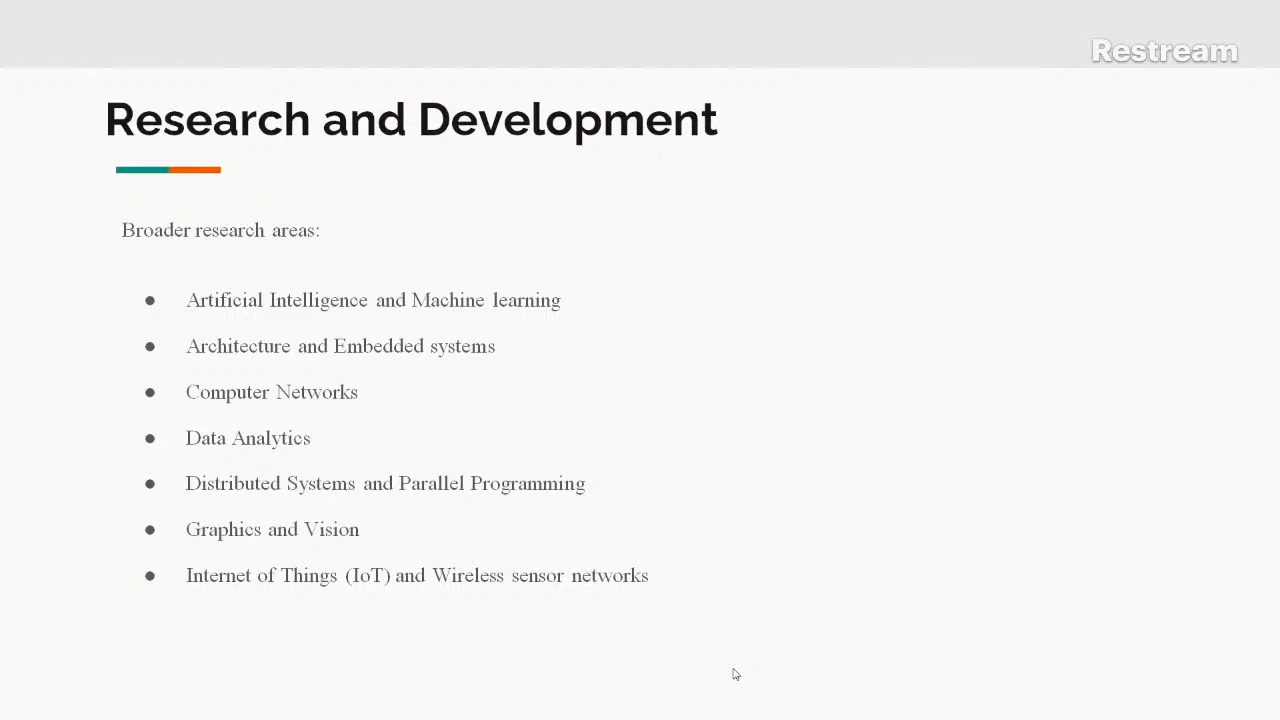 Restream
Research and Development
Broader research areas:
● Artificial Intelligence and Machine learning
● Architecture and Embedded systems
● Computer Networks
● Data Analytics
● Distributed Systems and Parallel Programming
● Graphics and Vision
● Internet of Things (IoT) and Wireless sensor networks